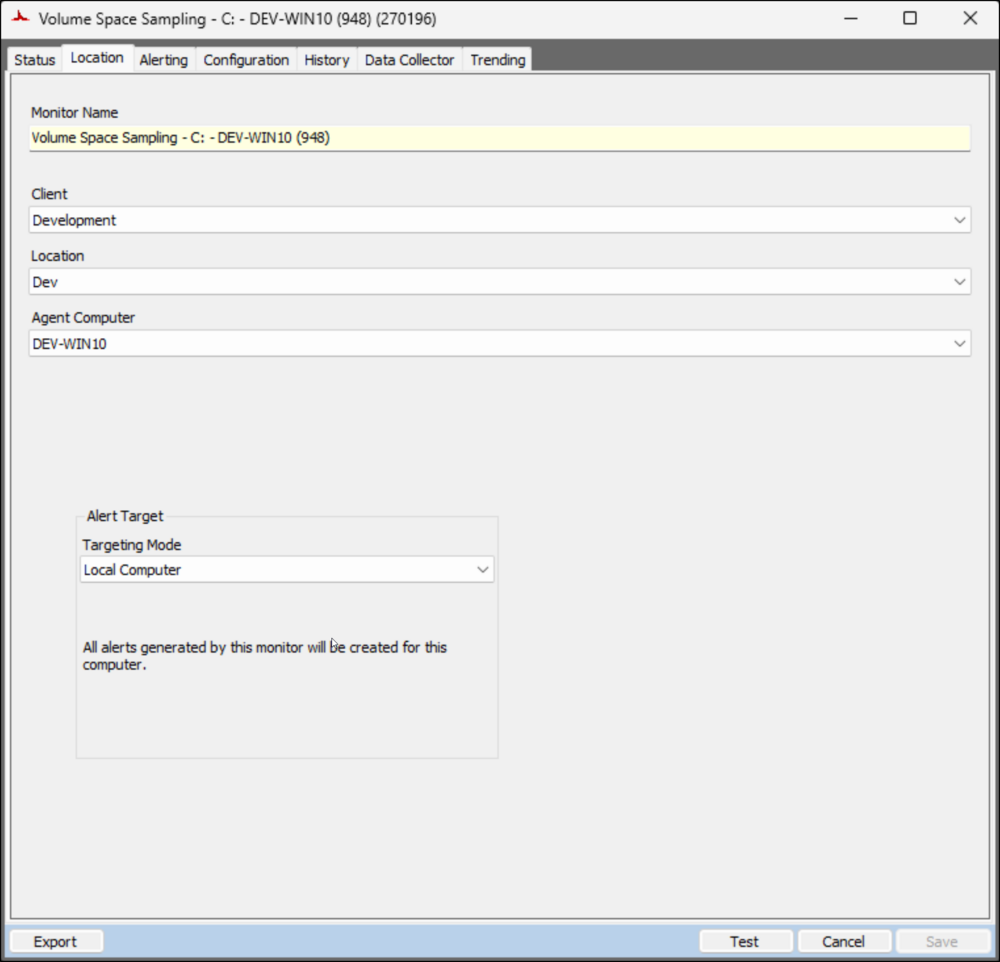 Volume Space Sampling - C: - DEV-WIN10 (948) (270196)
Status Location Alerting Configuration History Data Collector Trending
Monitor Name
Volume Space Sampling - C: - DEV-WIN10 (948)
Client
Development
Location
Dev
Agent Computer
DEV-WIN10
Alert Target
Targeting Mode
Local Computer
All alerts generated by this monitor will be created for this
computer.
Export Test Cancel Save